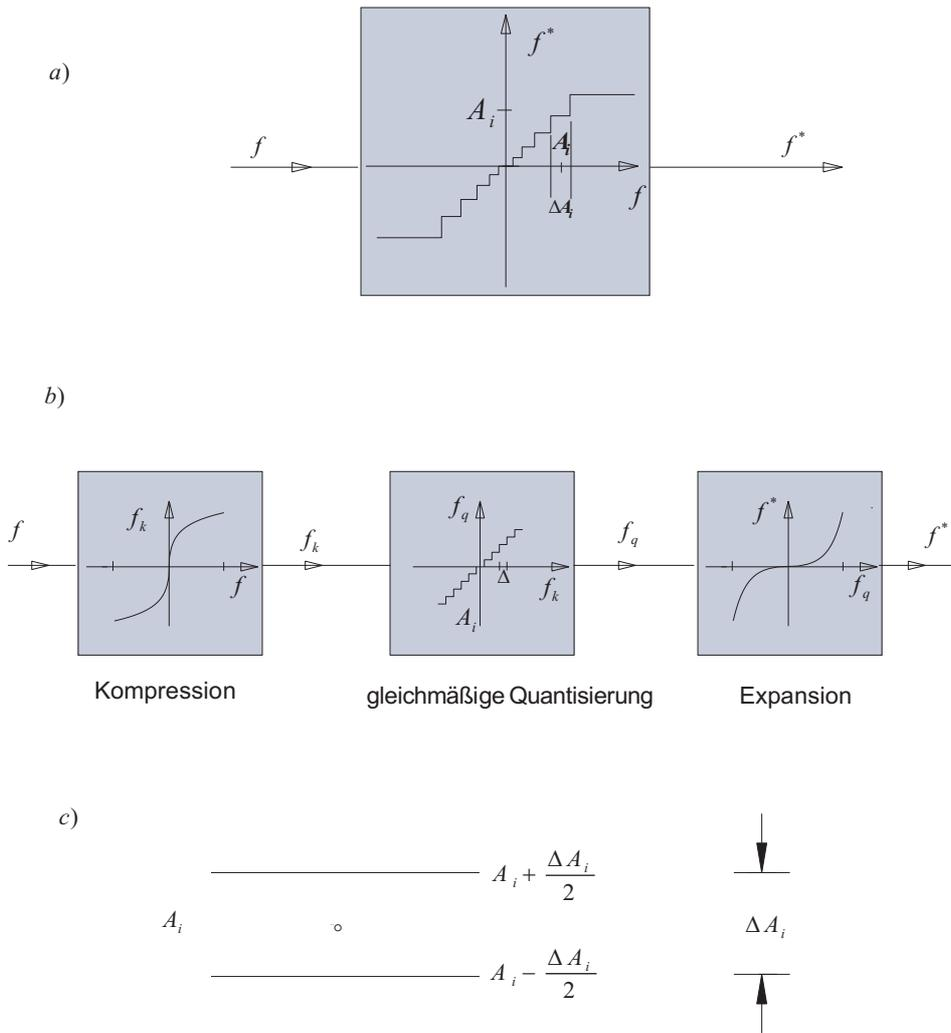 a)
f*
A_i
f
A_i
f*
f
ΔA_i
b)
f
f_k
f
f_k
f_q
Δ
f_k
A_i
f_q
f*
f_q
f*
Kompression
gleichmäßige Quantisierung
Expansion
c)
A_i + ΔA_i/2
A_i
ΔA_i
A_i − ΔA_i/2